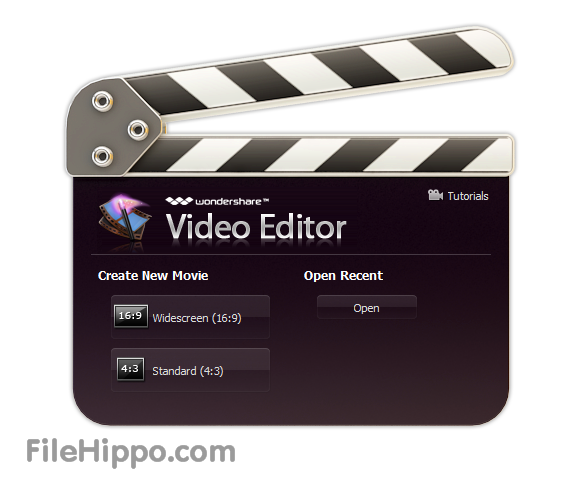 wondershare™
Video Editor
Tutorials
Create New Movie
16:9 Widescreen (16:9)
4:3 Standard (4:3)
Open Recent
Open
FileHippo.com